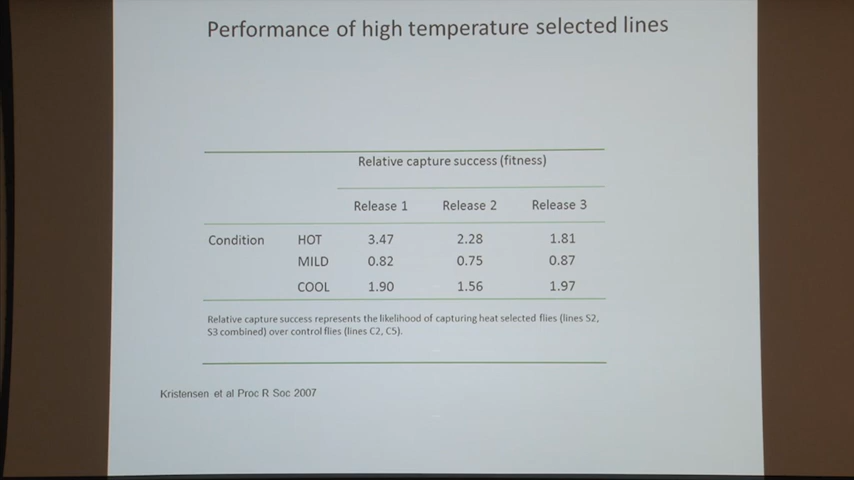 Performance of high temperature selected lines
Relative capture success (fitness)
Release 1 Release 2 Release 3
Condition HOT 3.47 2.28 1.81
MILD 0.82 0.75 0.87
COOL 1.90 1.56 1.97
Relative capture success represents the likelihood of capturing heat selected flies (lines S2,
S3 combined) over control flies (lines C2, C5).
Kristensen et al Proc R Soc 2007